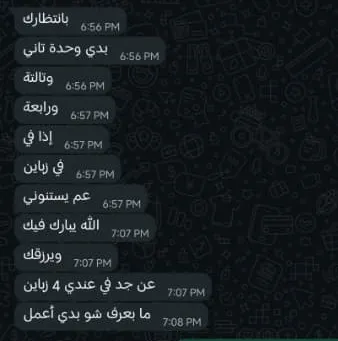 بانتظارك
6:56 PM
بدي وحدة تاني
6:56 PM
وتالتة
6:56 PM
ورابعة
6:57 PM
إذا في
6:57 PM
في زباين
6:57 PM
عم يستنوني
6:57 PM
الله يبارك فيك
7:07 PM
ويرزقك
7:07 PM
عن جد في عندي 4 زباين
7:07 PM
ما بعرف شو بدي أعمل
7:08 PM